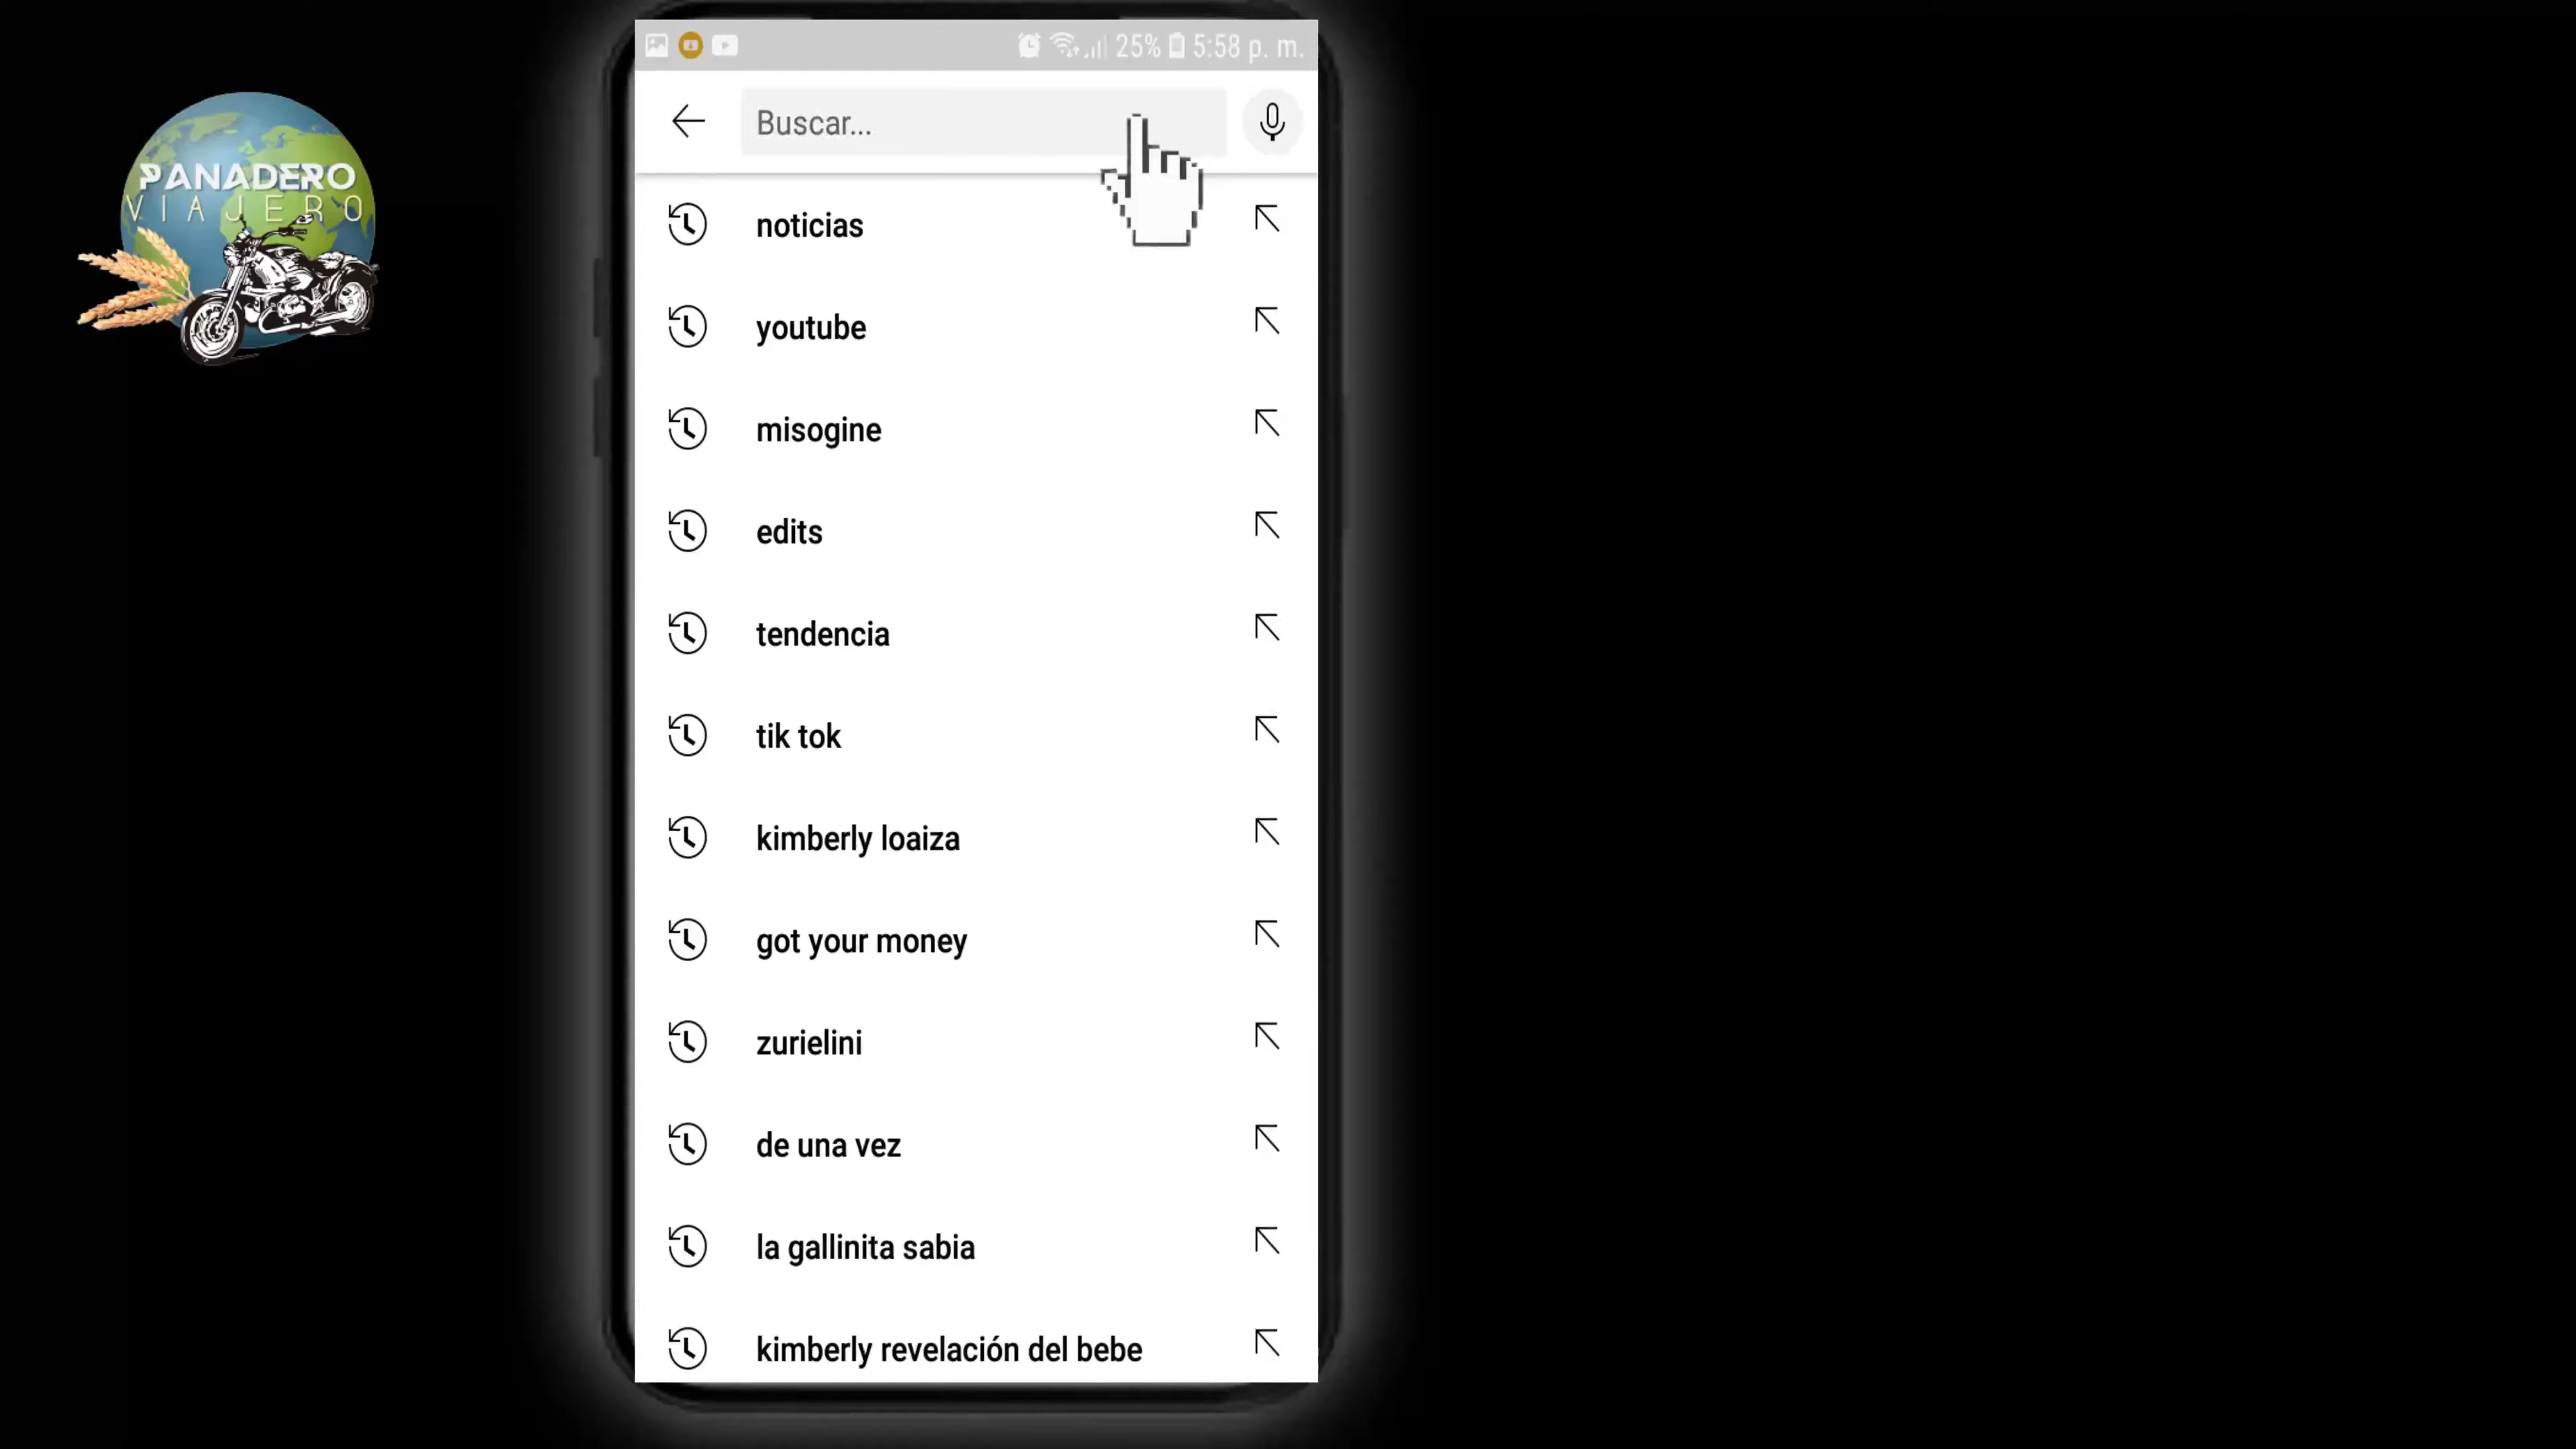 PANADERO
VIAJERO
25% 5:58 p. m.
Buscar...
noticias
youtube
misogine
edits
tendencia
tik tok
kimberly loaiza
got your money
zurielini
de una vez
la gallinita sabia
kimberly revelación del bebe